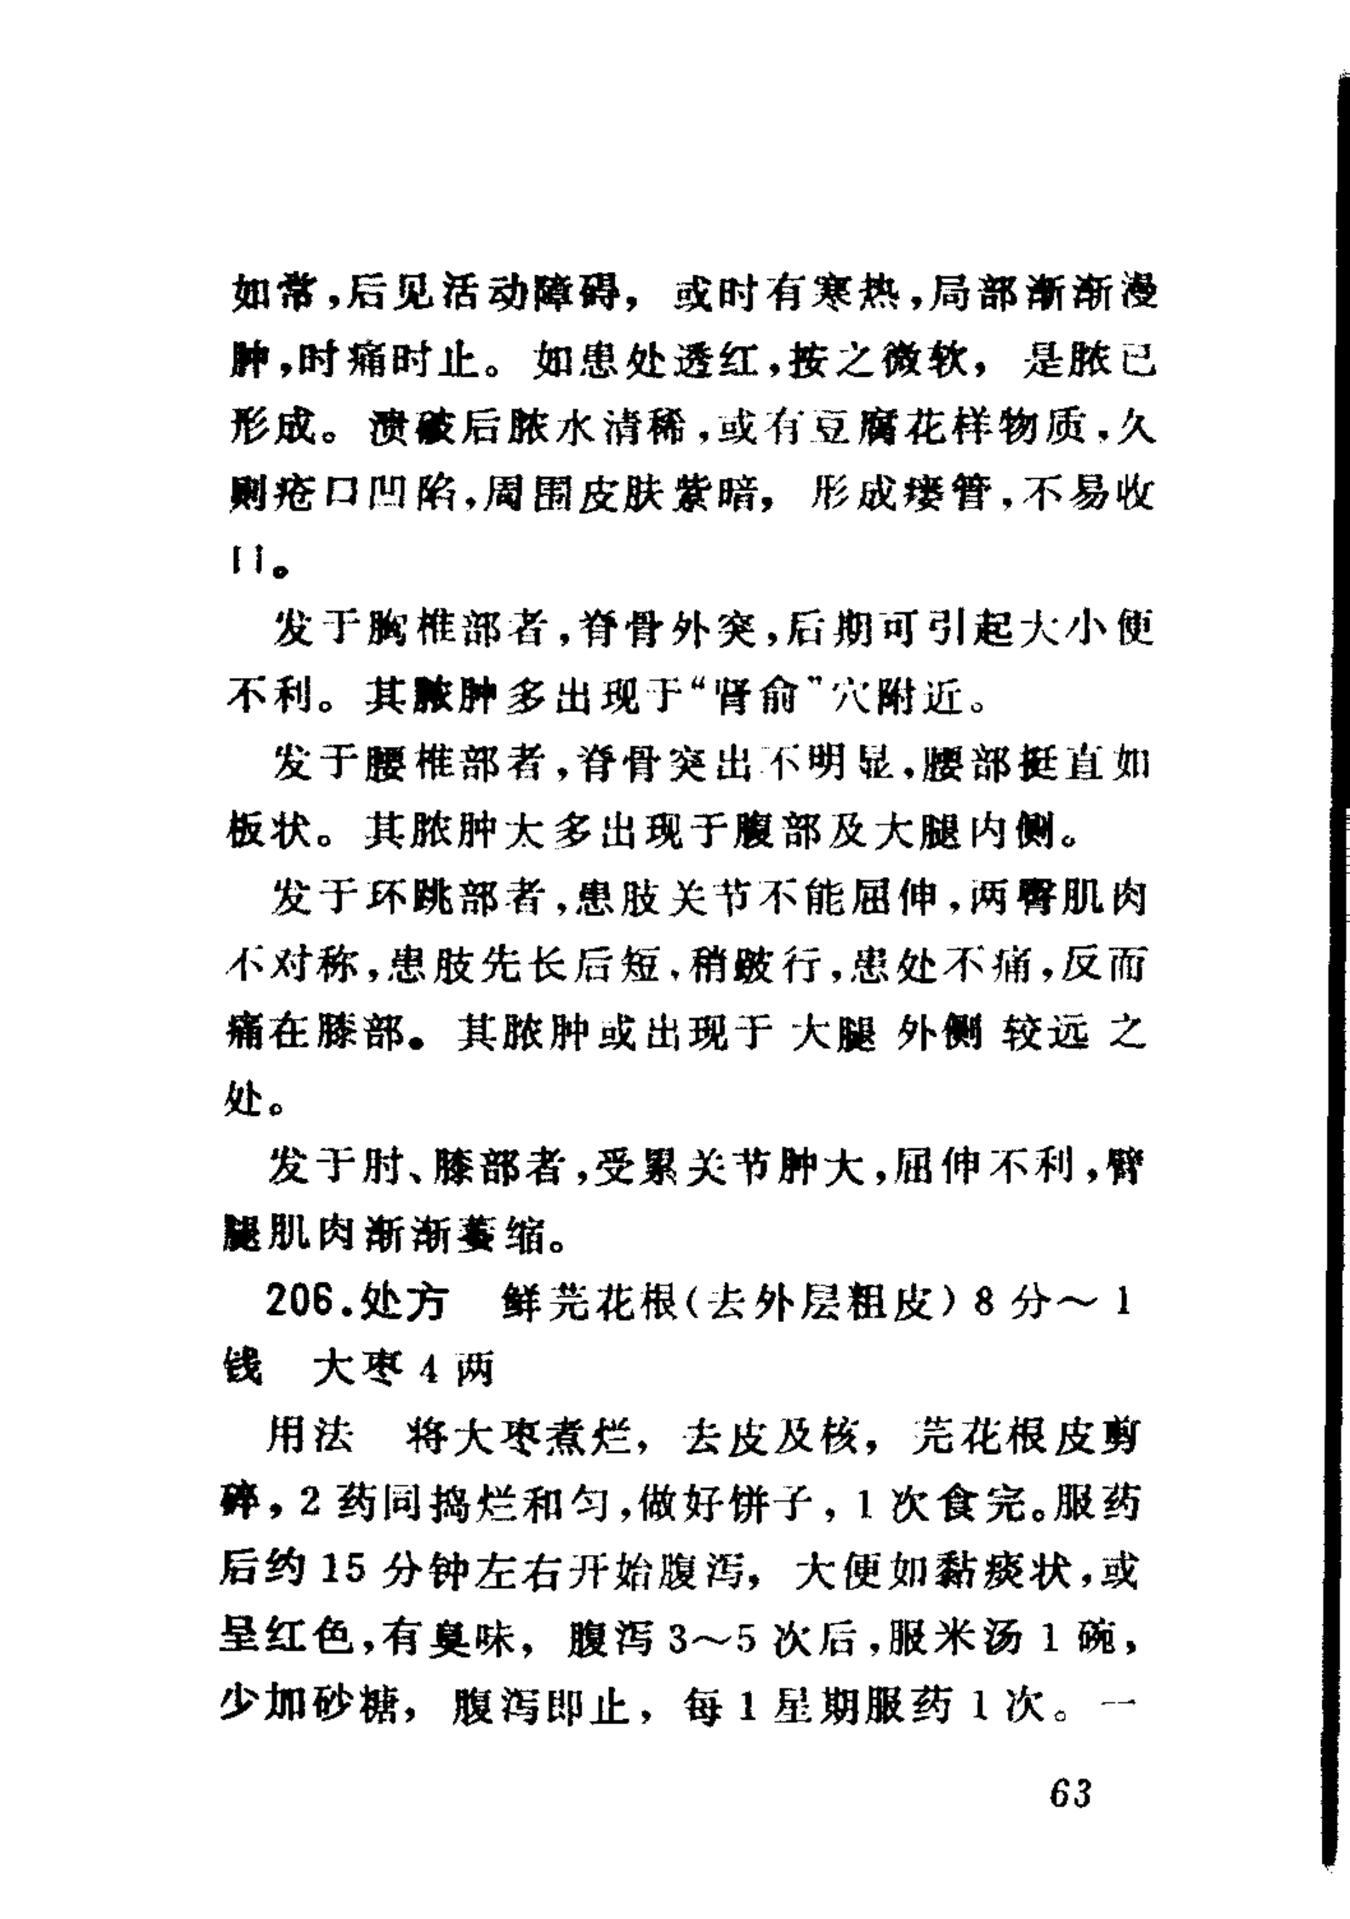 如常,后见活动障碍, 或时有寒热,局部渐渐漫
肿,时痛时止。如患处透红,按之微软, 是脓已
形成。溃破后脓水清稀,或有豆腐花样物质,久
则疮口凹陷,周围皮肤紫暗, 形成瘘管,不易收
口。
发于胸椎部者,脊骨外突,后期可引起大小便
不利。其脓肿多出现于“肾俞”穴附近。
发于腰椎部者,脊骨突出不明显,腰部挺直如
板状。其脓肿大多出现于腹部及大腿内侧。
发于环跳部者,患肢关节不能屈伸,两臀肌肉
不对称,患肢先长后短,稍跛行,患处不痛,反而
痛在膝部。其脓肿或出现于 大腿 外侧 较远 之
处。
发于肘、膝部者,受累关节肿大,屈伸不利,臂
腿肌肉渐渐萎缩。
206.处方 鲜芫花根(去外层粗皮) 8 分～ 1
钱 大枣 4 两
用法 将大枣煮烂, 去皮及核, 芫花根皮剪
碎, 2 药同捣烂和匀,做好饼子, 1 次食完。服药
后约 15 分钟左右开始腹泻, 大便如黏痰状,或
呈红色,有臭味, 腹泻 3～5 次后,服米汤 1 碗,
少加砂糖, 腹泻即止, 每 1 星期服药 1 次。一
63